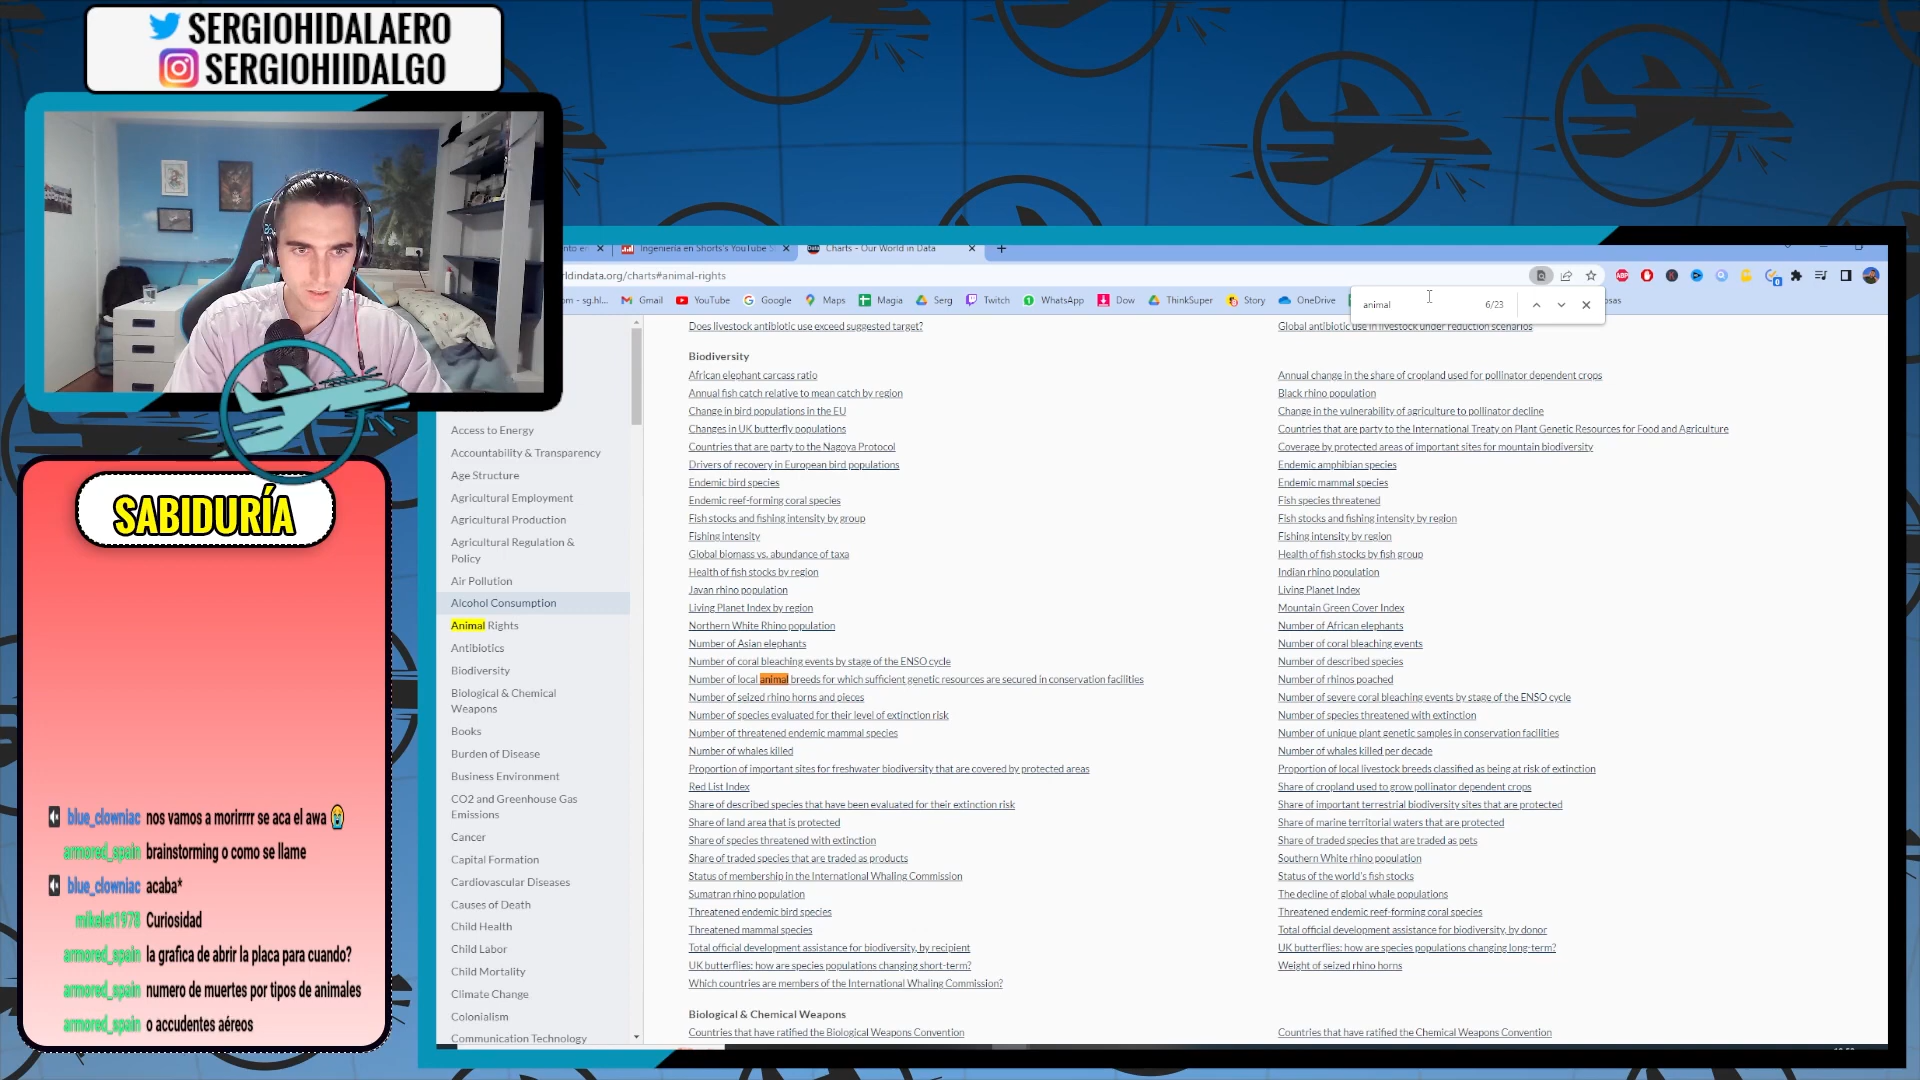 SERGIOHIDALAERO
SERGIOHIIDALGO
Ingeniería en Shorts's YouTube S
Charts - Our World in Data
rldindata.org/charts#animal-rights
Gmail
YouTube
Google
Maps
Magia
Serg
Twitch
WhatsApp
Dow
ThinkSuper
Story
OneDrive
animal
6/23
Does livestock antibiotic use exceed suggested target?
Global antibiotic use in livestock under reduction scenarios
Biodiversity
African elephant carcass ratio
Annual change in the share of cropland used for pollinator dependent crops
Annual fish catch relative to mean catch by region
Black rhino population
Change in bird populations in the EU
Change in the vulnerability of agriculture to pollinator decline
Changes in UK butterfly populations
Countries that are party to the International Treaty on Plant Genetic Resources for Food and Agriculture
Countries that are party to the Nagoya Protocol
Coverage by protected areas of important sites for mountain biodiversity
Drivers of recovery in European bird populations
Endemic amphibian species
Endemic bird species
Endemic mammal species
Endemic reef-forming coral species
Fish species threatened
Fish stocks and fishing intensity by group
Fish stocks and fishing intensity by region
Fishing intensity
Fishing intensity by region
Global biomass vs. abundance of taxa
Health of fish stocks by fish group
Health of fish stocks by region
Indian rhino population
Javan rhino population
Living Planet Index
Living Planet Index by region
Mountain Green Cover Index
Northern White Rhino population
Number of African elephants
Number of Asian elephants
Number of coral bleaching events
Number of coral bleaching events by stage of the ENSO cycle
Number of described species
Number of local animal breeds for which sufficient genetic resources are secured in conservation facilities
Number of rhinos poached
Number of seized rhino horns and pieces
Number of severe coral bleaching events by stage of the ENSO cycle
Number of species evaluated for their level of extinction risk
Number of species threatened with extinction
Number of threatened endemic mammal species
Number of unique plant genetic samples in conservation facilities
Number of whales killed
Number of whales killed per decade
Proportion of important sites for freshwater biodiversity that are covered by protected areas
Proportion of local livestock breeds classified as being at risk of extinction
Red List Index
Share of cropland used to grow pollinator dependent crops
Share of described species that have been evaluated for their extinction risk
Share of important terrestrial biodiversity sites that are protected
Share of land area that is protected
Share of marine territorial waters that are protected
Share of species threatened with extinction
Share of traded species that are traded as pets
Share of traded species that are traded as products
Southern White rhino population
Status of membership in the International Whaling Commission
Status of the world's fish stocks
Sumatran rhino population
The decline of global whale populations
Threatened endemic bird species
Threatened endemic reef-forming coral species
Threatened mammal species
Total official development assistance for biodiversity, by donor
Total official development assistance for biodiversity, by recipient
UK butterflies: how are species populations changing long-term?
UK butterflies: how are species populations changing short-term?
Weight of seized rhino horns
Which countries are members of the International Whaling Commission?
Biological & Chemical Weapons
Countries that have ratified the Biological Weapons Convention
Countries that have ratified the Chemical Weapons Convention
Access to Energy
Accountability & Transparency
Age Structure
Agricultural Employment
Agricultural Production
Agricultural Regulation &
Policy
Air Pollution
Alcohol Consumption
Animal Rights
Antibiotics
Biodiversity
Biological & Chemical
Weapons
Books
Burden of Disease
Business Environment
CO2 and Greenhouse Gas
Emissions
Cancer
Capital Formation
Cardiovascular Diseases
Causes of Death
Child Health
Child Labor
Child Mortality
Climate Change
Colonialism
Communication Technology
SABIDURÍA
blue_clowniac nos vamos a morirrrr se aca el awa 😭
armored_spain brainstorming o como se llame
blue_clowniac acaba*
mikelet1978 Curiosidad
armored_spain la grafica de abrir la placa para cuando?
armored_spain numero de muertes por tipos de animales
armored_spain o accudentes aéreos